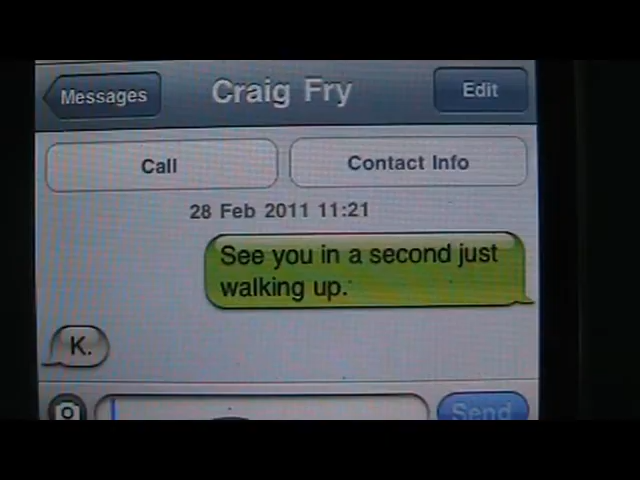 Messages Craig Fry Edit
Call Contact Info
28 Feb 2011 11:21
See you in a second just
walking up.
K.
Send